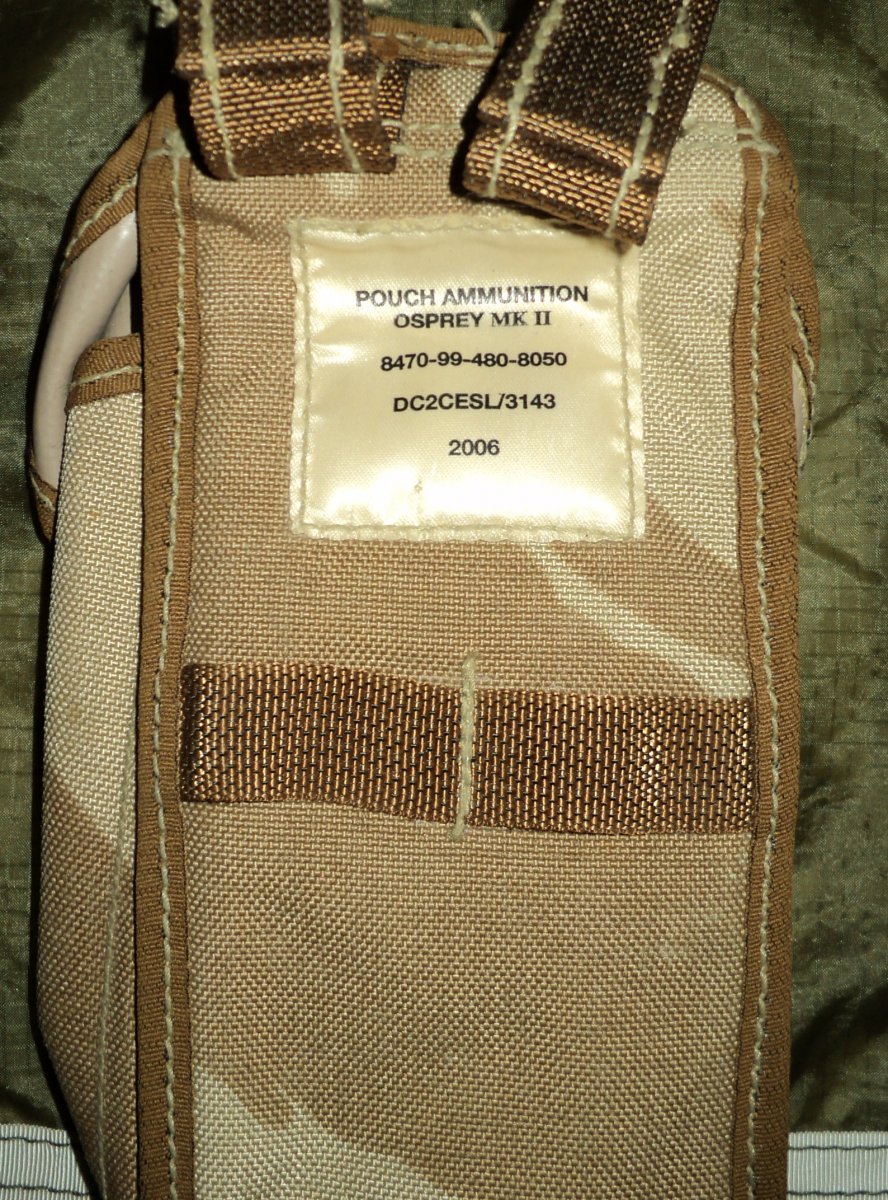 POUCH AMMUNITION
OSPREY MK II
8470-99-480-8050
DC2CESL/3143
2006